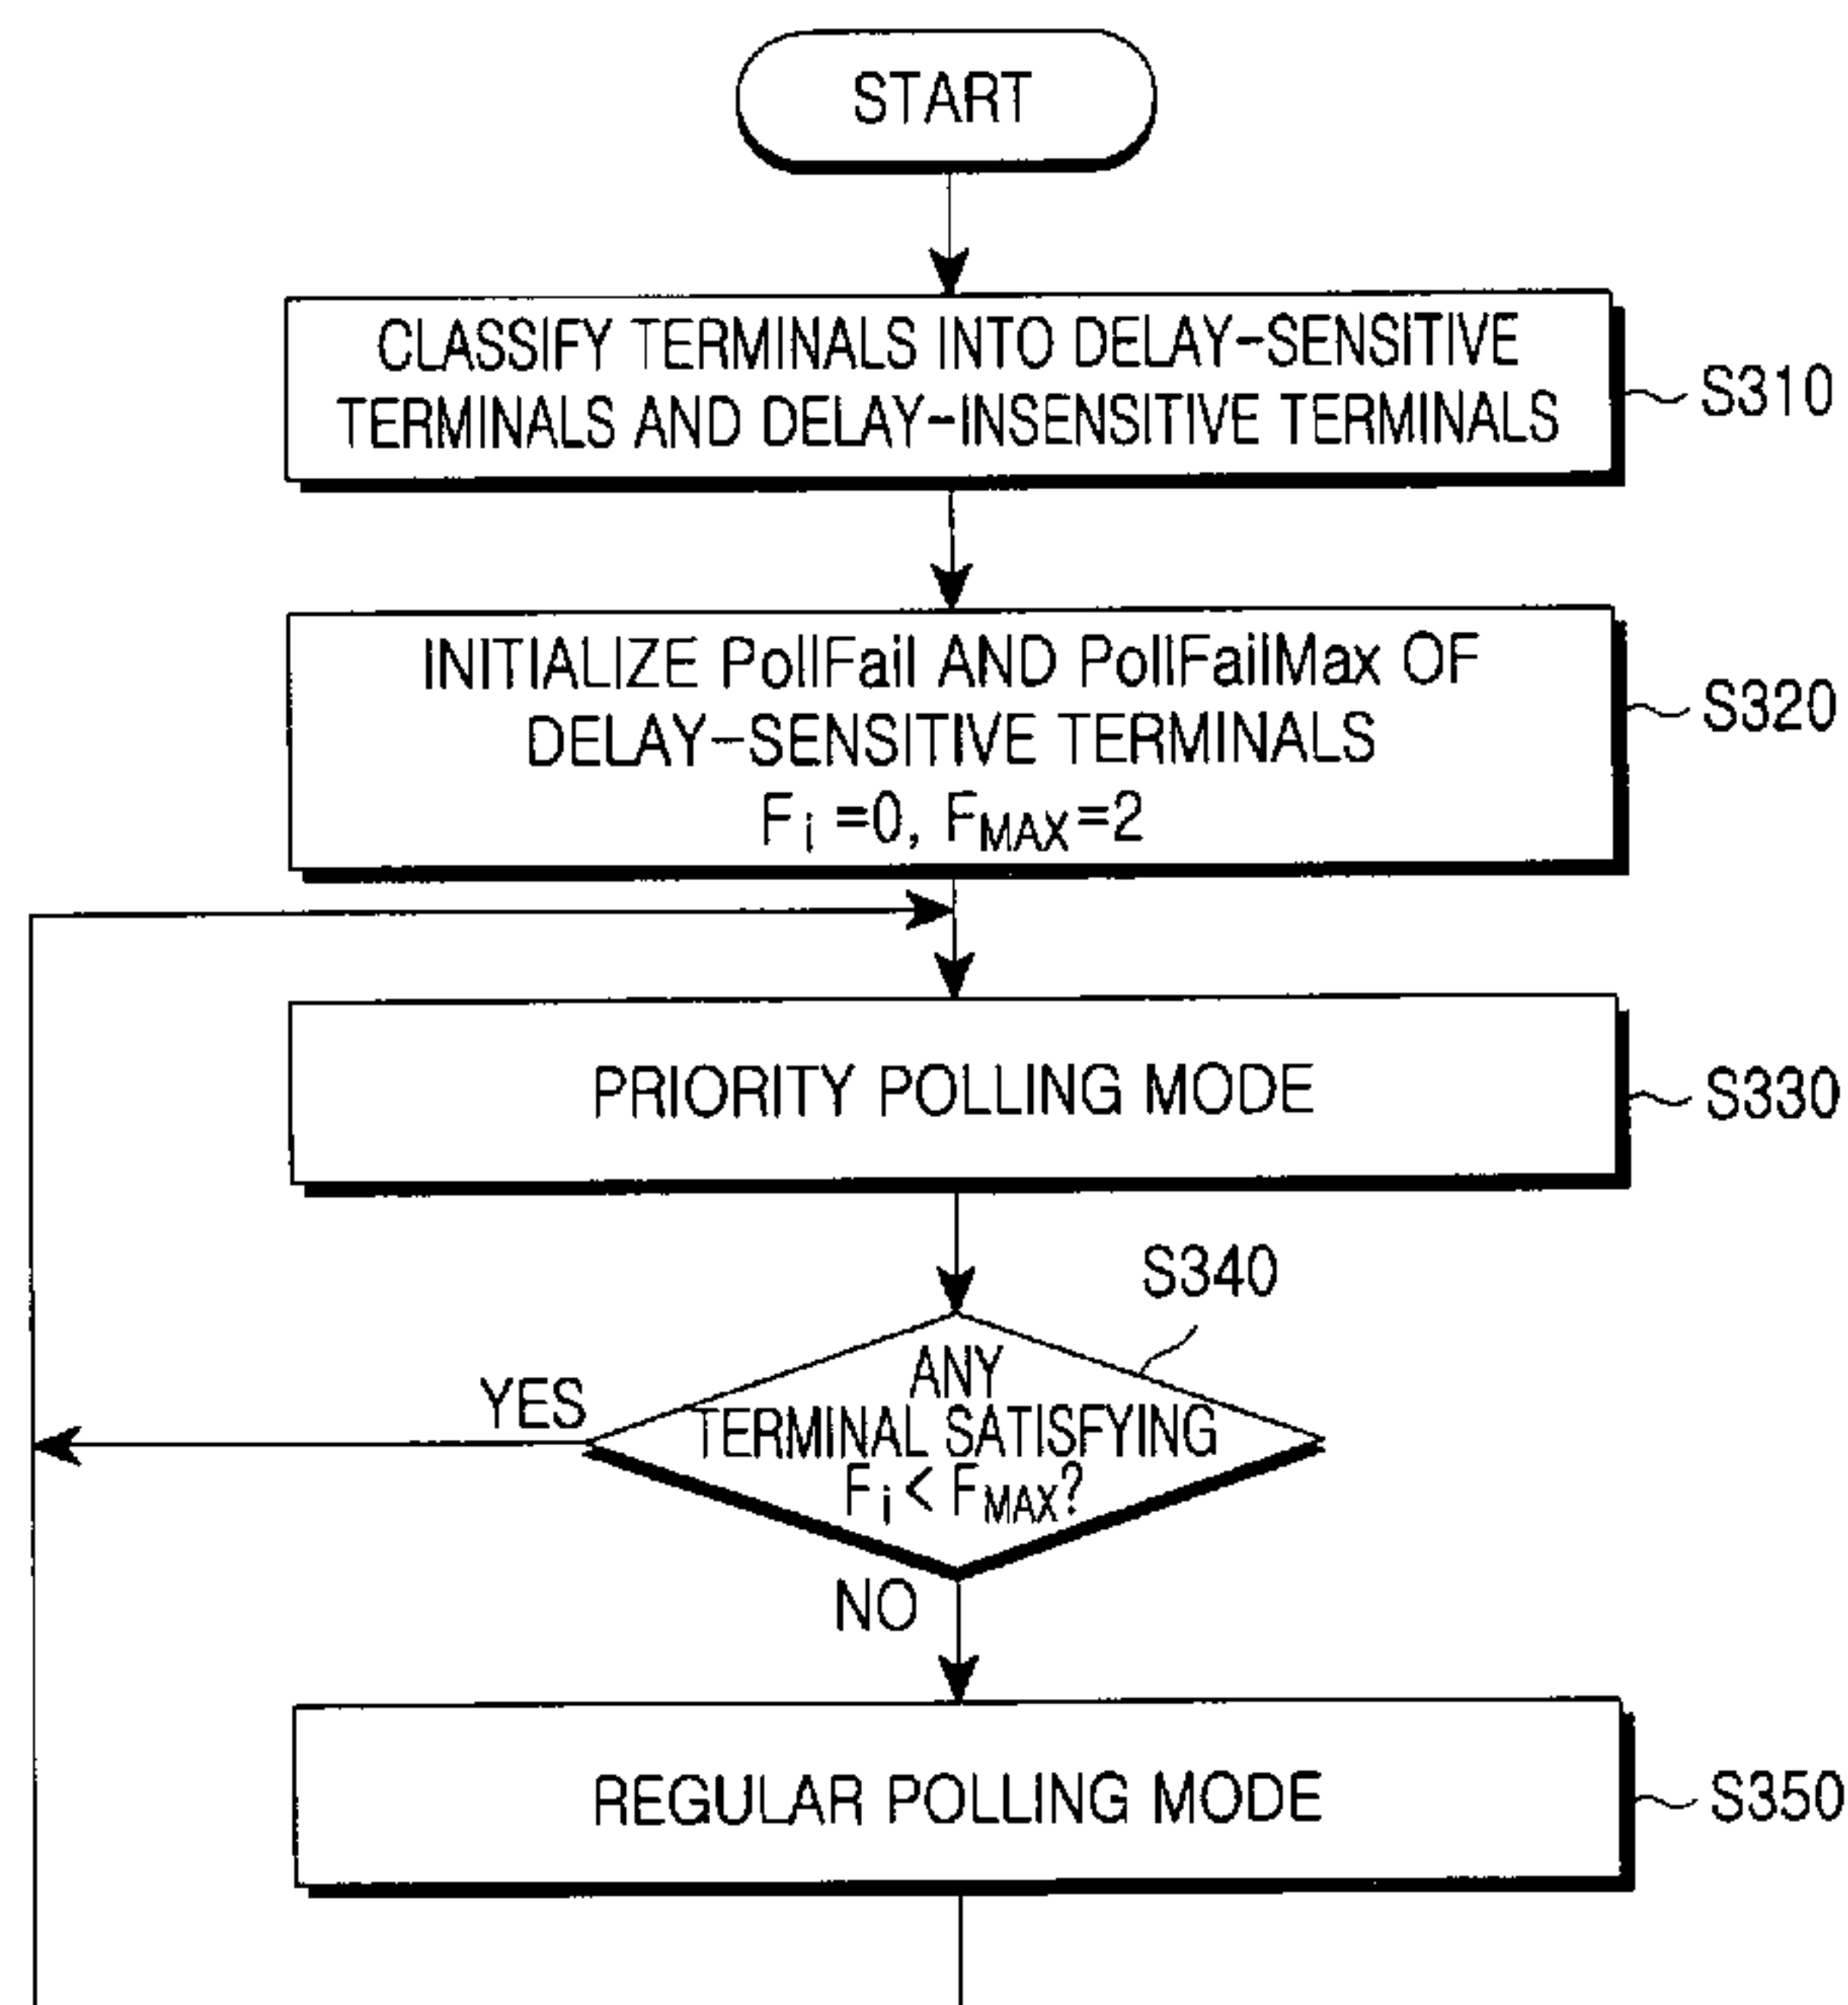 START
CLASSIFY TERMINALS INTO DELAY-SENSITIVE
TERMINALS AND DELAY-INSENSITIVE TERMINALS
S310
INITIALIZE PollFail AND PollFailMax OF
DELAY-SENSITIVE TERMINALS
Fi =0, FMAX=2
S320
PRIORITY POLLING MODE
S330
S340
ANY
TERMINAL SATISFYING
Fi < FMAX?
YES
NO
REGULAR POLLING MODE
S350